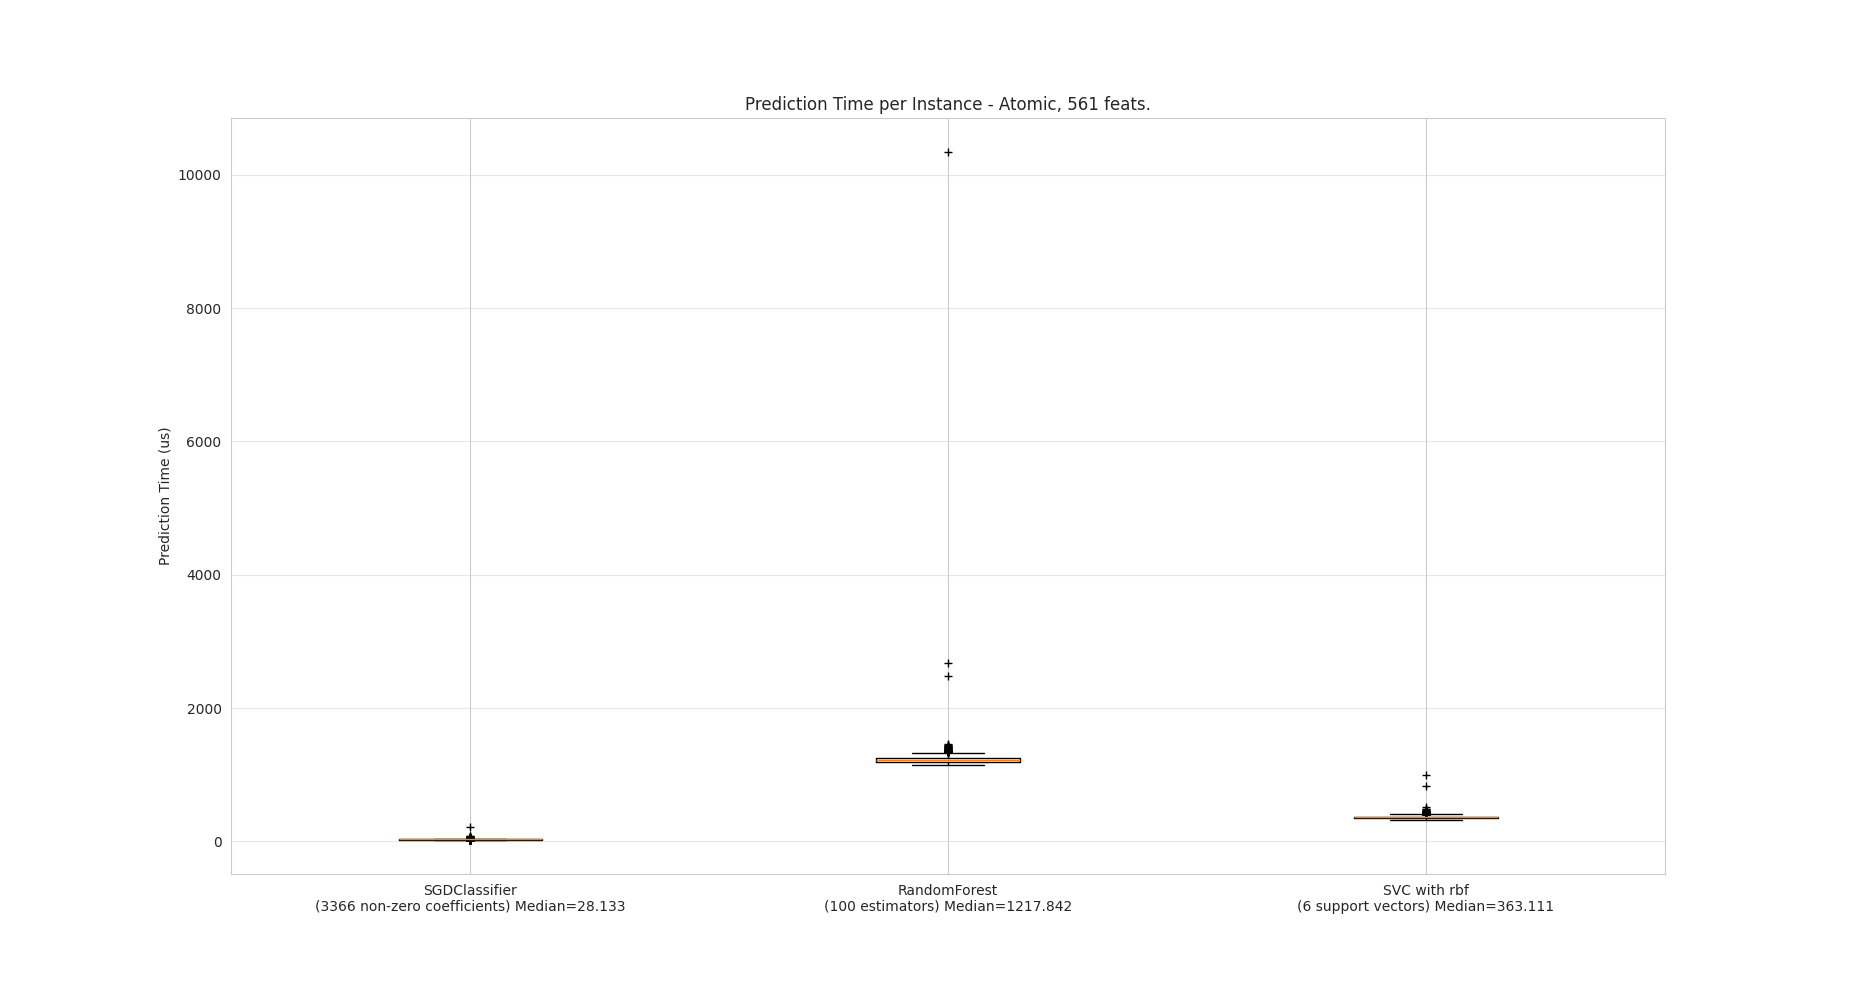 Prediction Time per Instance - Atomic, 561 feats.
10000
8000
6000
4000
2000
0
Prediction Time (us)
SGDClassifier
(3366 non-zero coefficients) Median=28.133
RandomForest
(100 estimators) Median=1217.842
SVC with rbf
(6 support vectors) Median=363.111